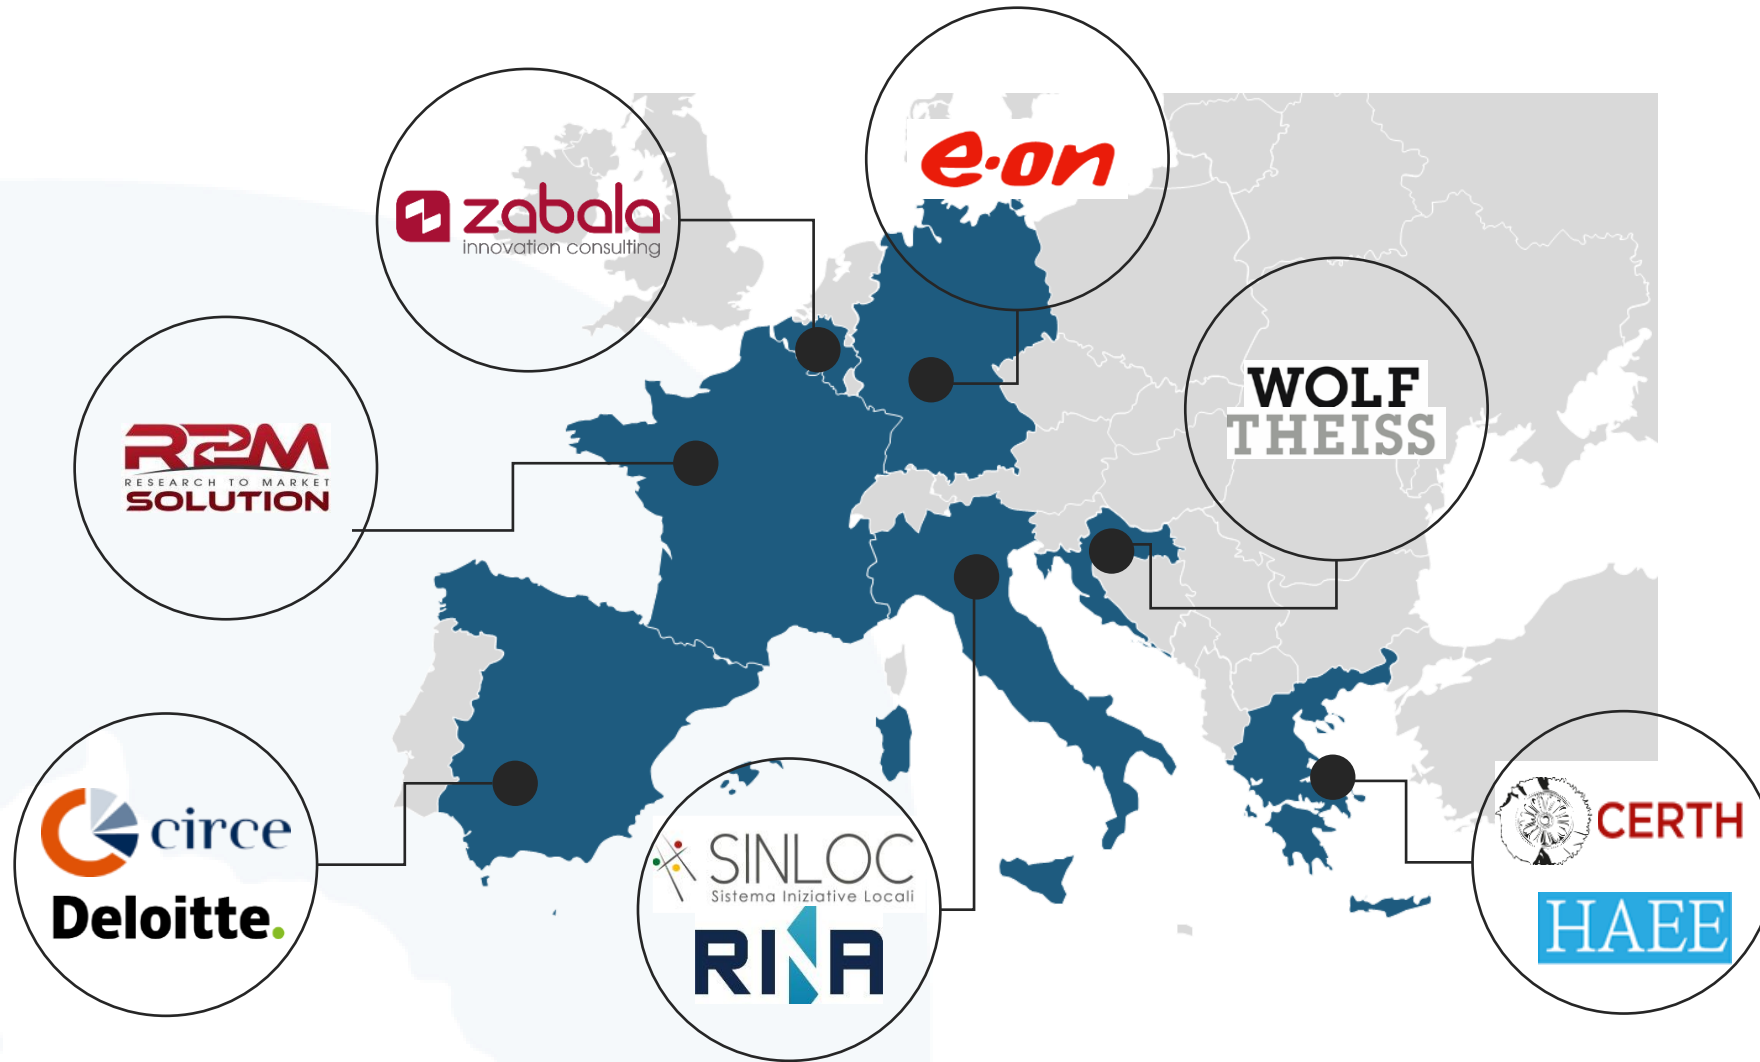 e·on
zabala
innovation consulting
WOLF
THEISS
R2M
RESEARCH TO MARKET
SOLUTION
circe
Deloitte.
SINLOC
Sistema Iniziative Locali
RINA
CERTH
HAEE